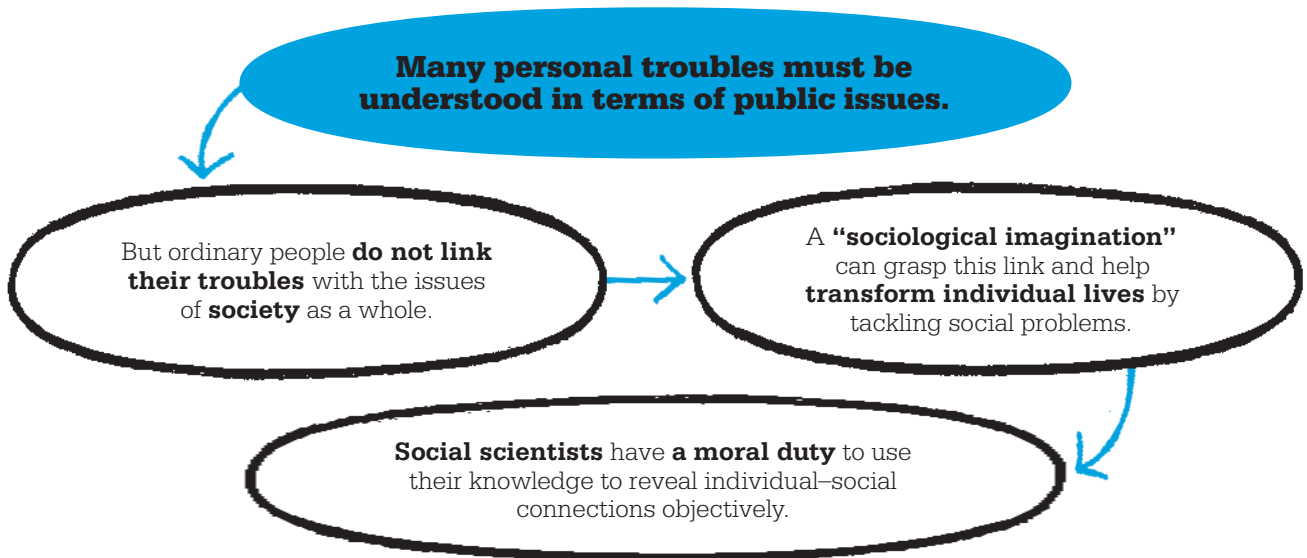 Many personal troubles must be
understood in terms of public issues.
But ordinary people do not link
their troubles with the issues
of society as a whole.
A “sociological imagination”
can grasp this link and help
transform individual lives by
tackling social problems.
Social scientists have a moral duty to use
their knowledge to reveal individual–social
connections objectively.